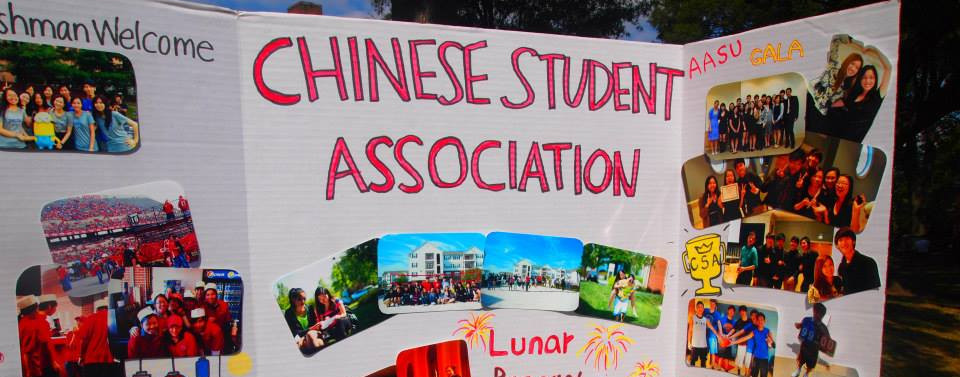 shman Welcome
CHINESE STUDENT
ASSOCIATION
AASU GALA
CSA
Lunar